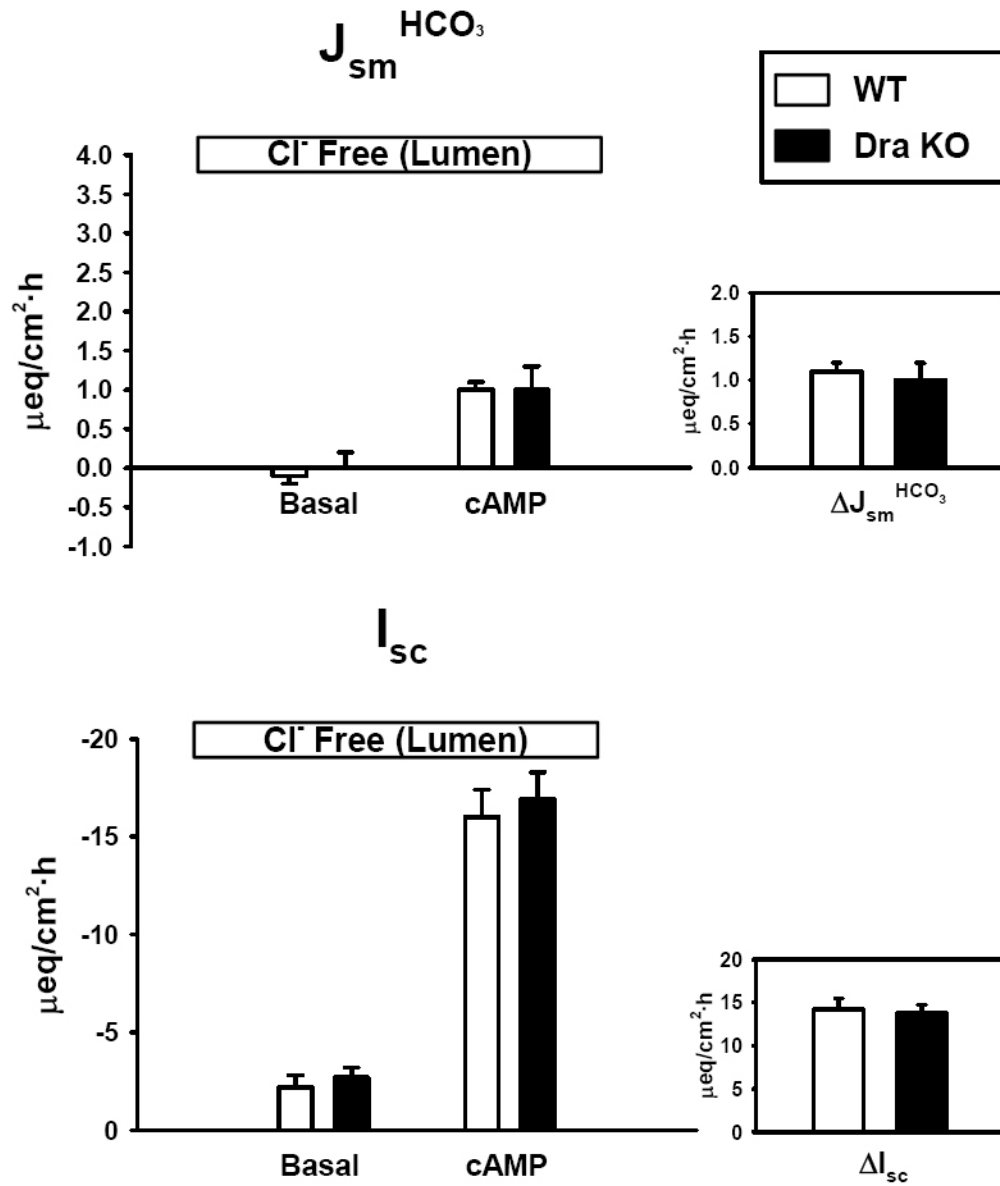 J_sm^HCO₃
WT
Dra KO
Cl⁻ Free (Lumen)
μeq/cm²·h
4.0
3.5
3.0
2.5
2.0
1.5
1.0
0.5
0.0
-0.5
-1.0
Basal cAMP
μeq/cm²·h
2.0
1.5
1.0
0.5
0.0
ΔJ_sm^HCO₃
I_sc
Cl⁻ Free (Lumen)
μeq/cm²·h
-20
-15
-10
-5
0
Basal cAMP
μeq/cm²·h
20
15
10
5
0
ΔI_sc